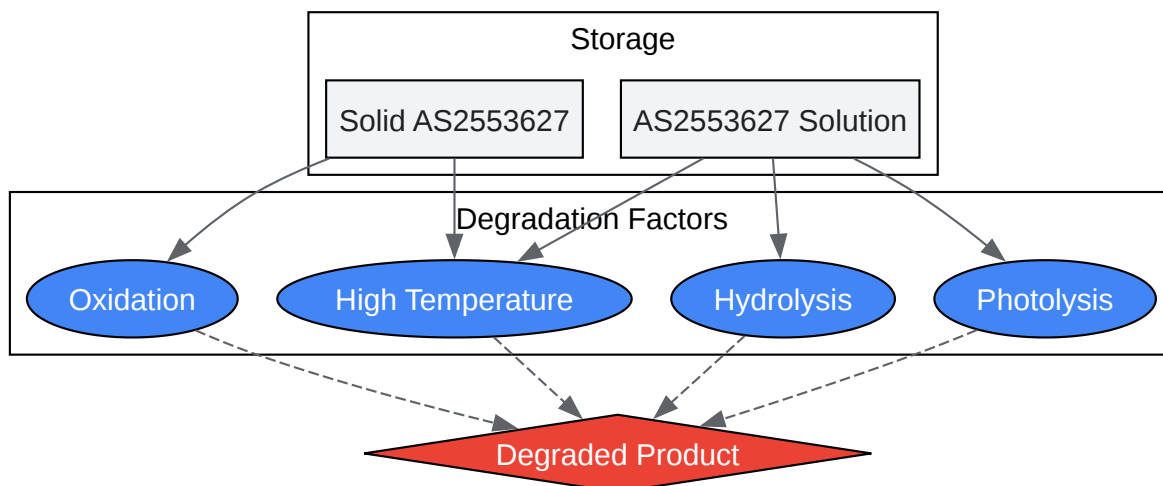 Storage
Solid AS2553627
AS2553627 Solution
Degradation Factors
Oxidation
High Temperature
Hydrolysis
Photolysis
Degraded Product